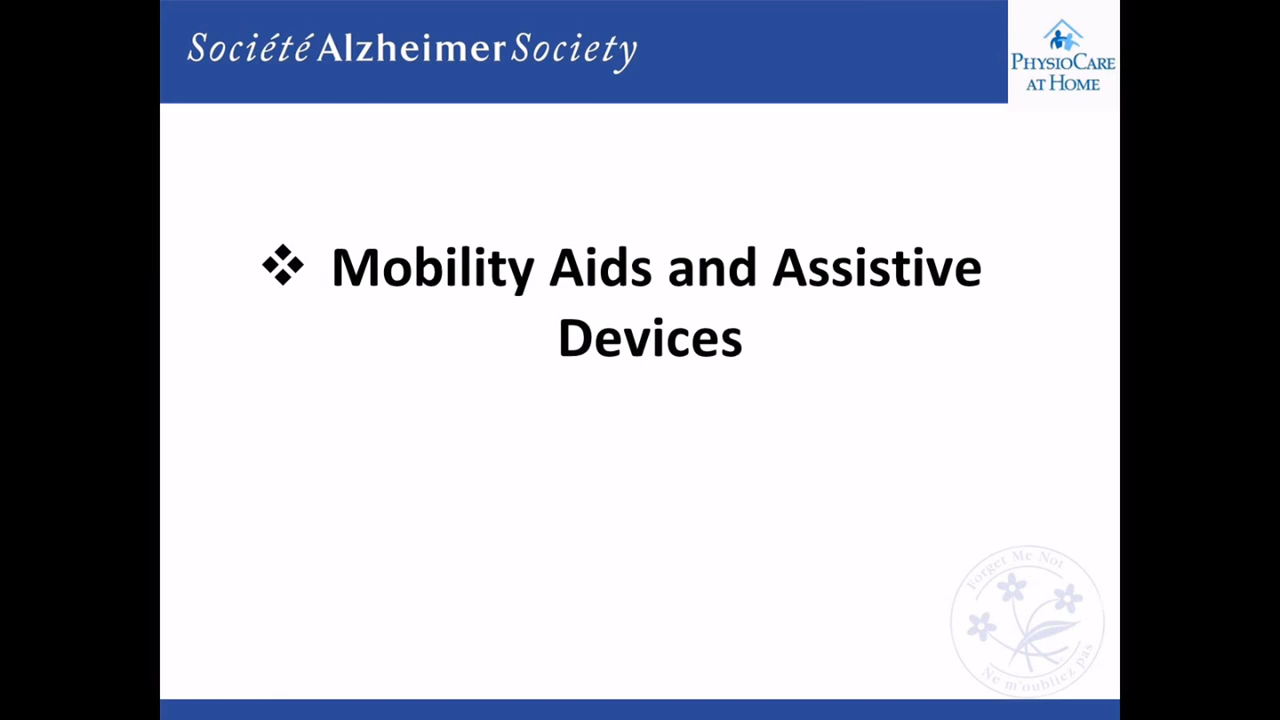 Société Alzheimer Society
PHYSIOCARE
AT HOME
❖ Mobility Aids and Assistive
Devices
Forget Me Not
Ne m'oubliez pas